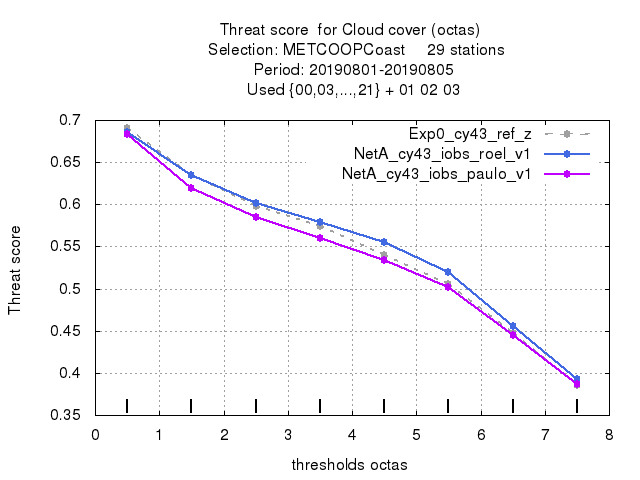 Threat score  for Cloud cover (octas)
Selection: METCOOPCoast     29 stations
Period: 20190801-20190805
Used {00,03,...,21} + 01 02 03
Exp0_cy43_ref_z
NetA_cy43_iobs_roel_v1
NetA_cy43_iobs_paulo_v1
Threat score
0.7
0.65
0.6
0.55
0.5
0.45
0.4
0.35
0 1 2 3 4 5 6 7 8
thresholds octas